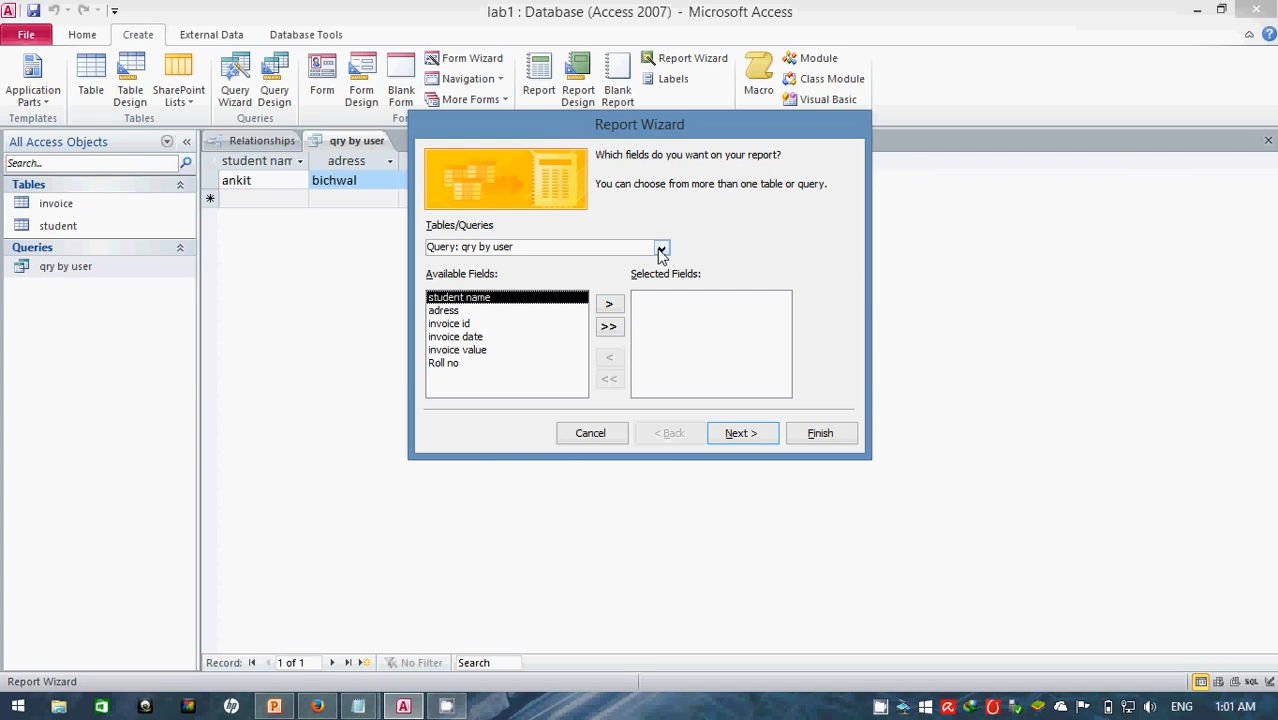 lab1 : Database (Access 2007) - Microsoft Access
File Home Create External Data Database Tools
Application Parts
Table
Table Design
SharePoint Lists
Query Wizard
Query Design
Form
Form Design
Blank Form
Form Wizard
Navigation
More Forms
Report
Report Design
Blank Report
Report Wizard
Labels
Macro
Module
Class Module
Visual Basic
Templates Tables Queries Fo
All Access Objects
Search...
Tables
invoice
student
Queries
qry by user
Relationships qry by user
student nam adress
ankit bichwal
Report Wizard
Which fields do you want on your report?
You can choose from more than one table or query.
Tables/Queries
Query: qry by user
Available Fields: Selected Fields:
student name
adress
invoice id
invoice date
invoice value
Roll no
>
>>
<
<<
Cancel < Back Next > Finish
Record: 1 of 1 No Filter Search
Report Wizard SQL
ENG 1:01 AM